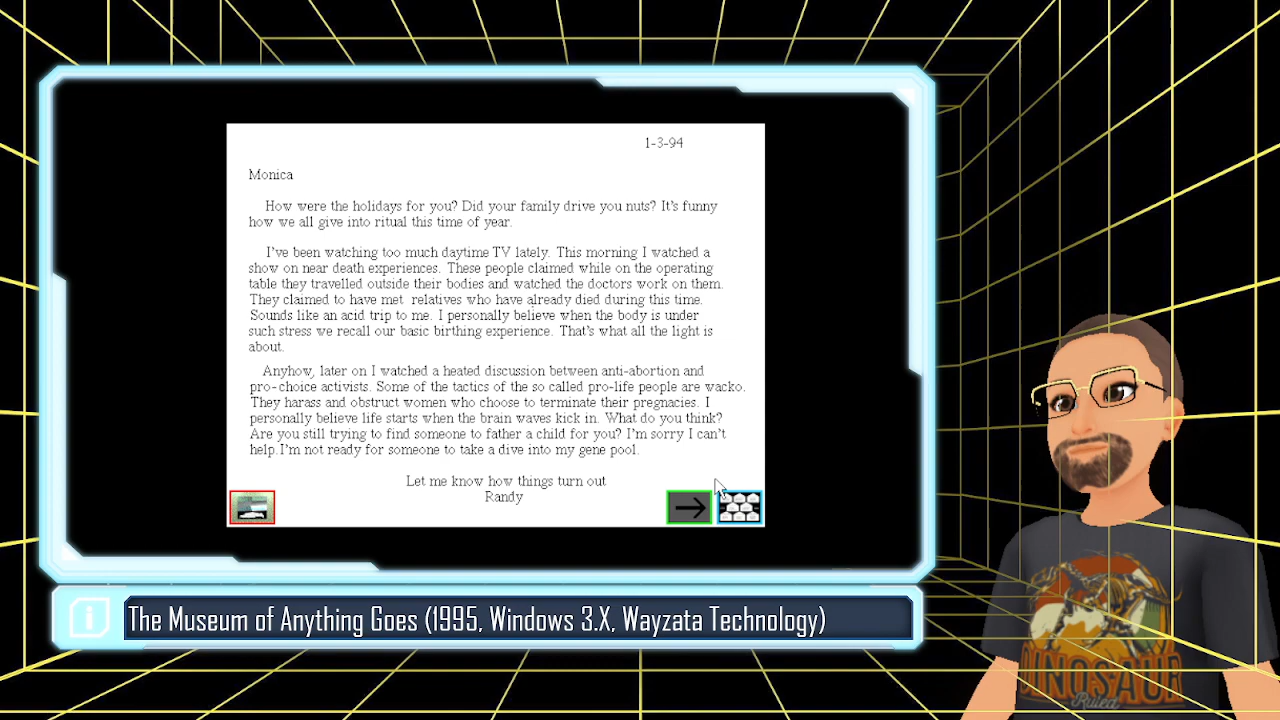 1-3-94
Monica
How were the holidays for you? Did your family drive you nuts? It's funny
how we all give into ritual this time of year.
I've been watching too much daytime TV lately. This morning I watched a
show on near death experiences. These people claimed while on the operating
table they travelled outside their bodies and watched the doctors work on them.
They claimed to have met relatives who have already died during this time.
Sounds like an acid trip to me. I personally believe when the body is under
such stress we recall our basic birthing experience. That's what all the light is
about.
Anyhow, later on I watched a heated discussion between anti-abortion and
pro-choice activists. Some of the tactics of the so called pro-life people are wacko.
They harass and obstruct women who choose to terminate their pregnacies. I
personally believe life starts when the brain waves kick in. What do you think?
Are you still trying to find someone to father a child for you? I'm sorry I can't
help.I'm not ready for someone to take a dive into my gene pool.
Let me know how things turn out
Randy
i
The Museum of Anything Goes (1995, Windows 3.X, Wayzata Technology)
DINOSAUR
Ruled